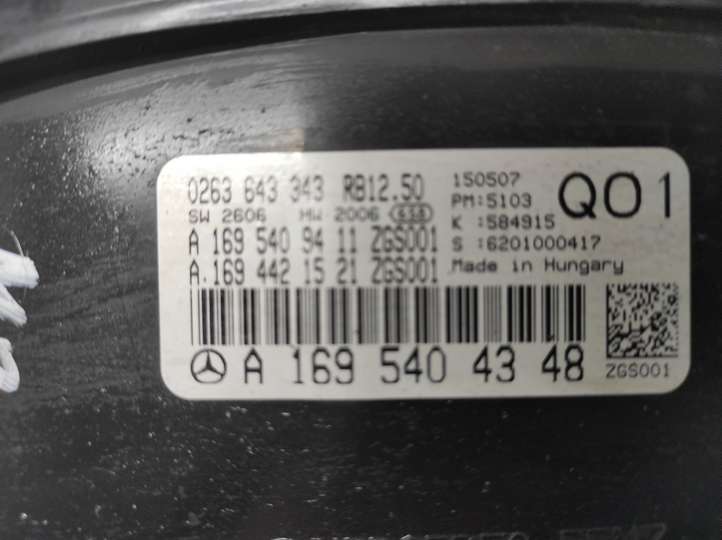 0263 643 343 RB12.50
SW 2606 HW 2006
A 169 540 94 11 ZGS001
A.169 442 15 21 ZGS001
150507
PM:5103
K :584915
S :6201000417
Made in Hungary
Q01
A 169 540 43 48
ZGS001